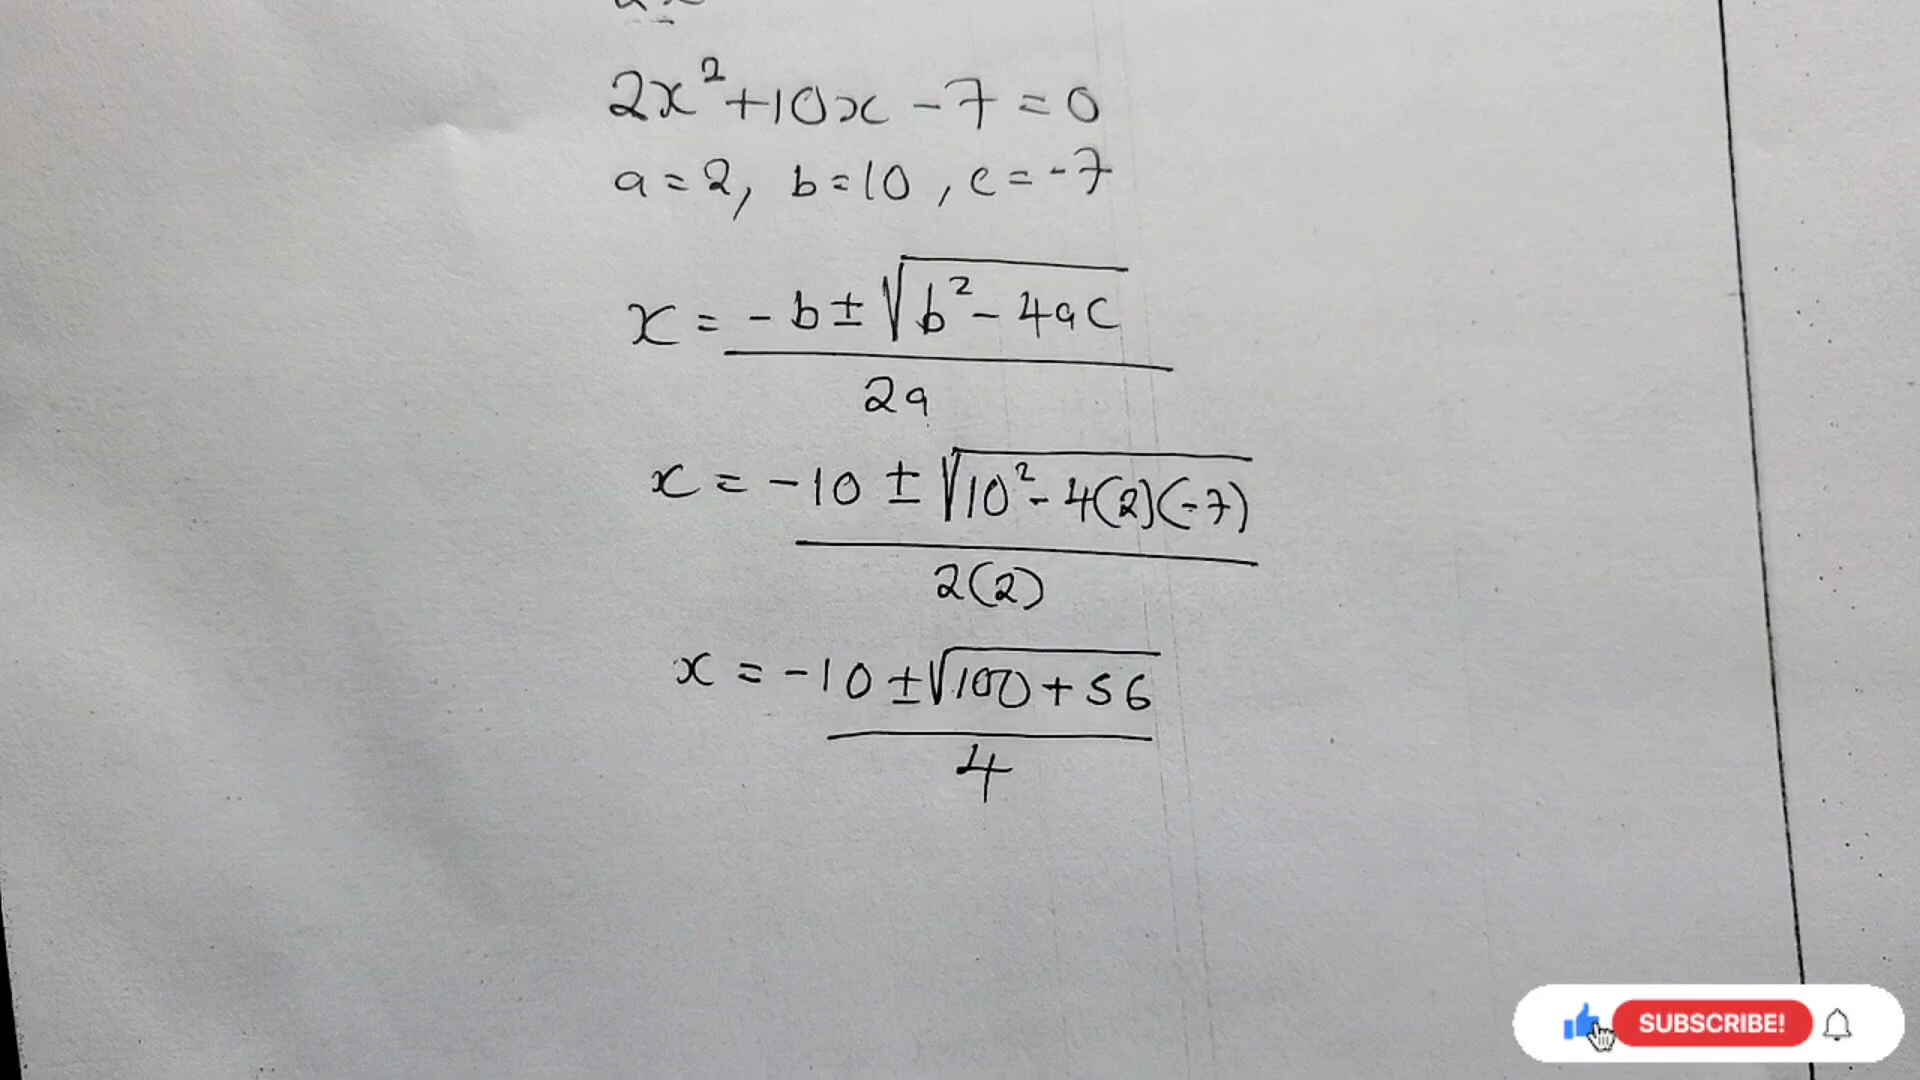 2x²+10x-7=0
a=2, b=10, c=-7
x = -b±√b²-4ac
2a
x = -10 ± √10²-4(2)(-7)
2(2)
x = -10 ±√100+56
4
SUBSCRIBE!